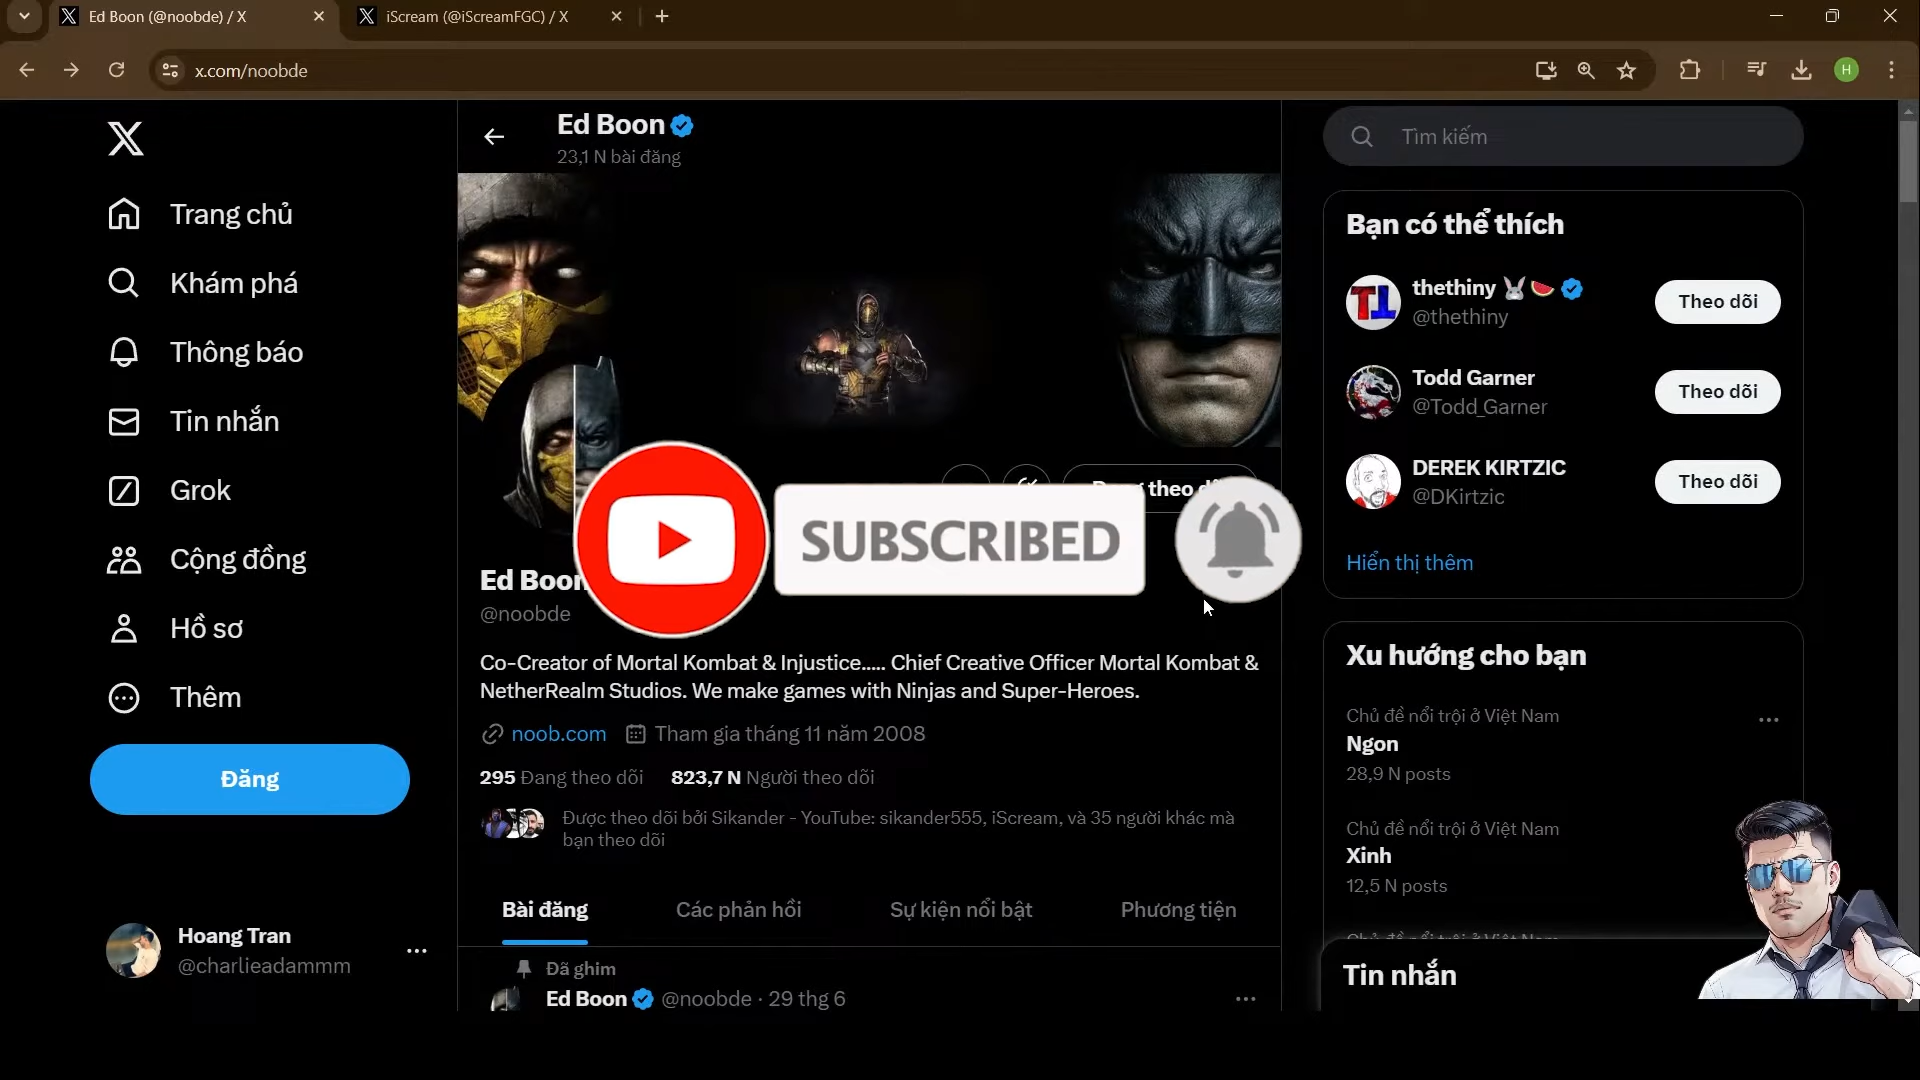 Ed Boon (@noobde) / X
iScream (@iScreamFGC) / X
x.com/noobde
H
Trang chủ
Khám phá
Thông báo
Tin nhắn
Grok
Cộng đồng
Hồ sơ
Thêm
Đăng
Hoang Tran
@charlieadammm
Ed Boon
23,1 N bài đăng
SUBSCRIBED
Ed Boon
@noobde
Co-Creator of Mortal Kombat & Injustice..... Chief Creative Officer Mortal Kombat &
NetherRealm Studios. We make games with Ninjas and Super-Heroes.
noob.com Tham gia tháng 11 năm 2008
295 Đang theo dõi 823,7 N Người theo dõi
Được theo dõi bởi Sikander - YouTube: sikander555, iScream, và 35 người khác mà
bạn theo dõi
Bài đăng
Các phản hồi
Sự kiện nổi bật
Phương tiện
Đã ghim
Ed Boon @noobde · 29 thg 6
Tìm kiếm
Bạn có thể thích
thethiny
@thethiny
Theo dõi
Todd Garner
@Todd_Garner
Theo dõi
DEREK KIRTZIC
@DKirtzic
Theo dõi
Hiển thị thêm
Xu hướng cho bạn
Chủ đề nổi trội ở Việt Nam
Ngon
28,9 N posts
Chủ đề nổi trội ở Việt Nam
Xinh
12,5 N posts
Tin nhắn